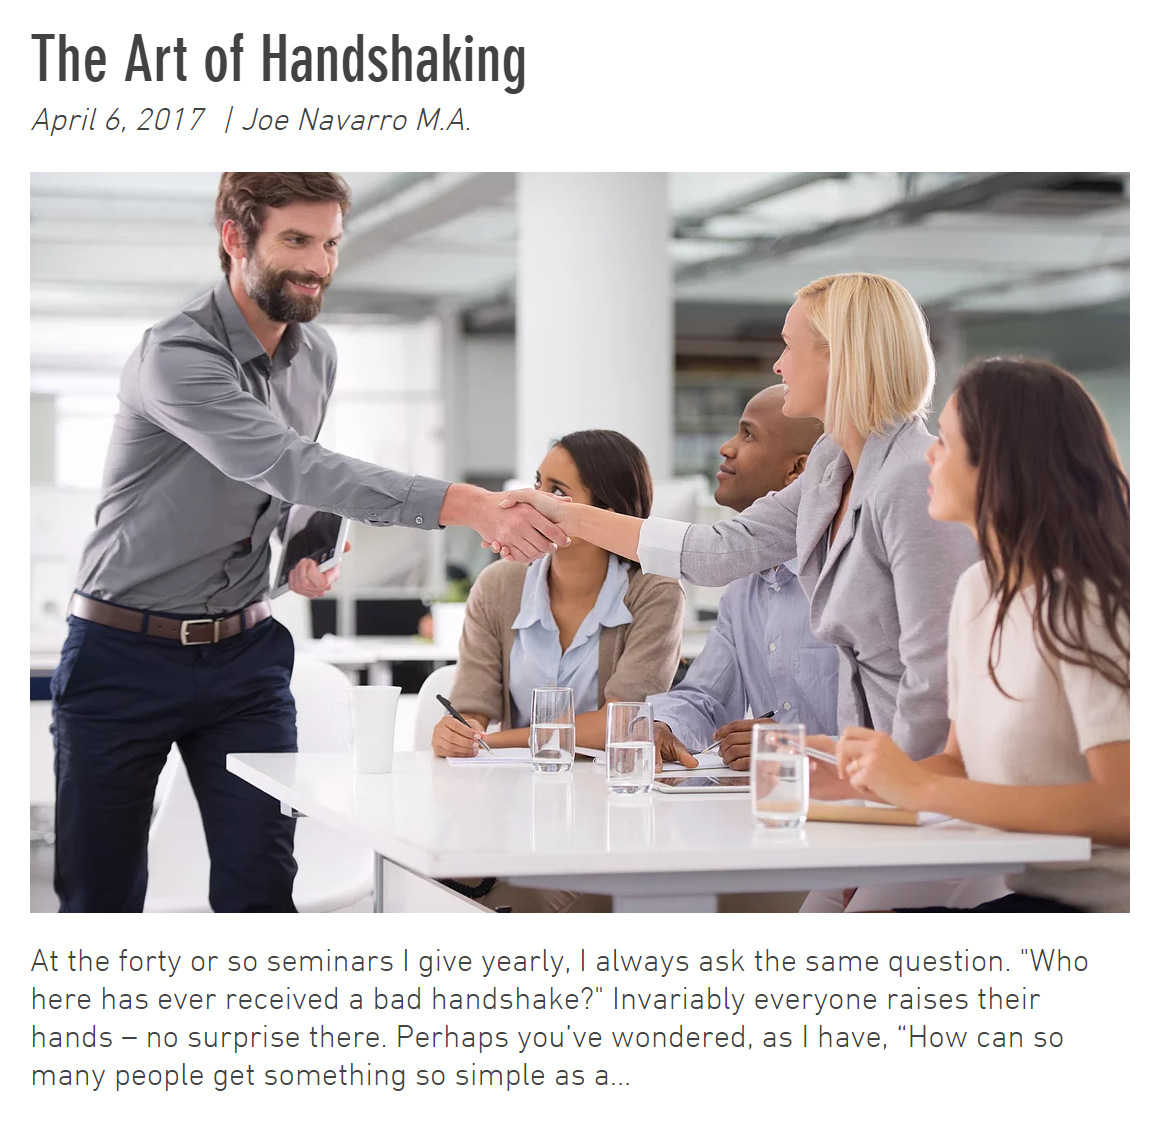 The Art of Handshaking
April 6, 2017 | Joe Navarro M.A.
At the forty or so seminars I give yearly, I always ask the same question. "Who
here has ever received a bad handshake?" Invariably everyone raises their
hands – no surprise there. Perhaps you’ve wondered, as I have, “How can so
many people get something so simple as a...